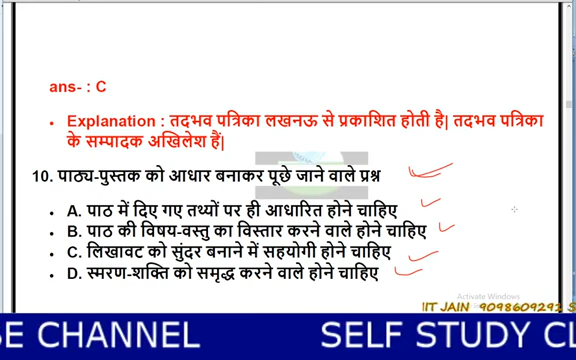 ans- : C
• Explanation : तदभव पत्रिका लखनऊ से प्रकाशित होती है| तदभव पत्रिका
के सम्पादक अखिलेश हैं|
10. पाठ्य-पुस्तक को आधार बनाकर पूछे जाने वाले प्रश्न
• A. पाठ में दिए गए तथ्यों पर ही आधारित होने चाहिए
• B. पाठ की विषय-वस्तु का विस्तार करने वाले होने चाहिए
• C. लिखावट को सुंदर बनाने में सहयोगी होने चाहिए
• D. स्मरण-शक्ति को समृद्ध करने वाले होने चाहिए
Activate Windows
JAIN 9098609291 S
BE CHANNEL SELF STUDY CL